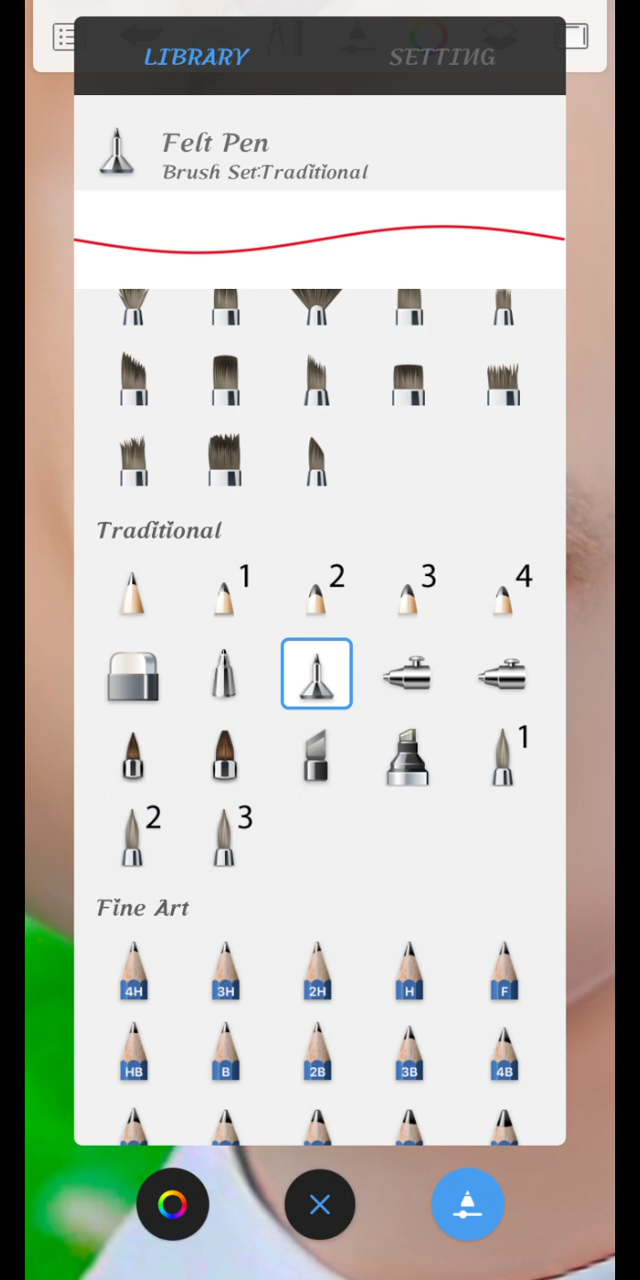 LIBRARY SETTING
Felt Pen
Brush Set:Traditional
Traditional
1 2 3 4
1
2 3
Fine Art
4H 3H 2H H F
HB B 2B 3B 4B